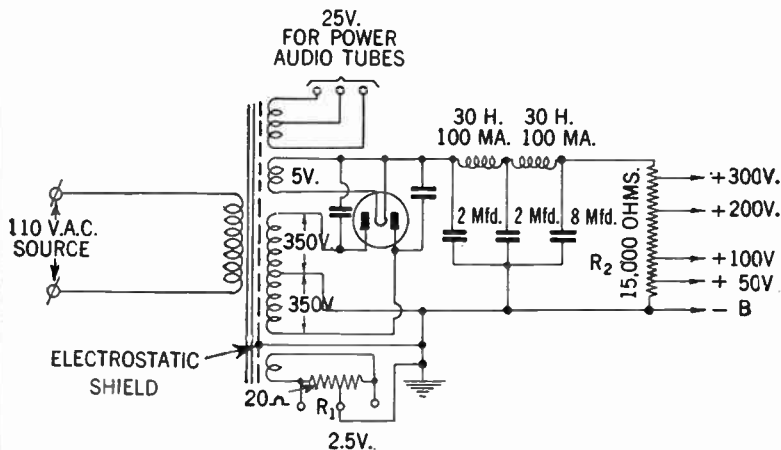 25V.
FOR POWER
AUDIO TUBES
30 H. 30 H.
100 MA. 100 MA.
5V.
110 V.A.C.
SOURCE
350V
350V
2 Mfd. 2 Mfd. 8 Mfd.
R2
15,000 OHMS.
+300V.
+200V.
+100V
+ 50V
- B
ELECTROSTATIC
SHIELD
20Ω
R1
2.5V.